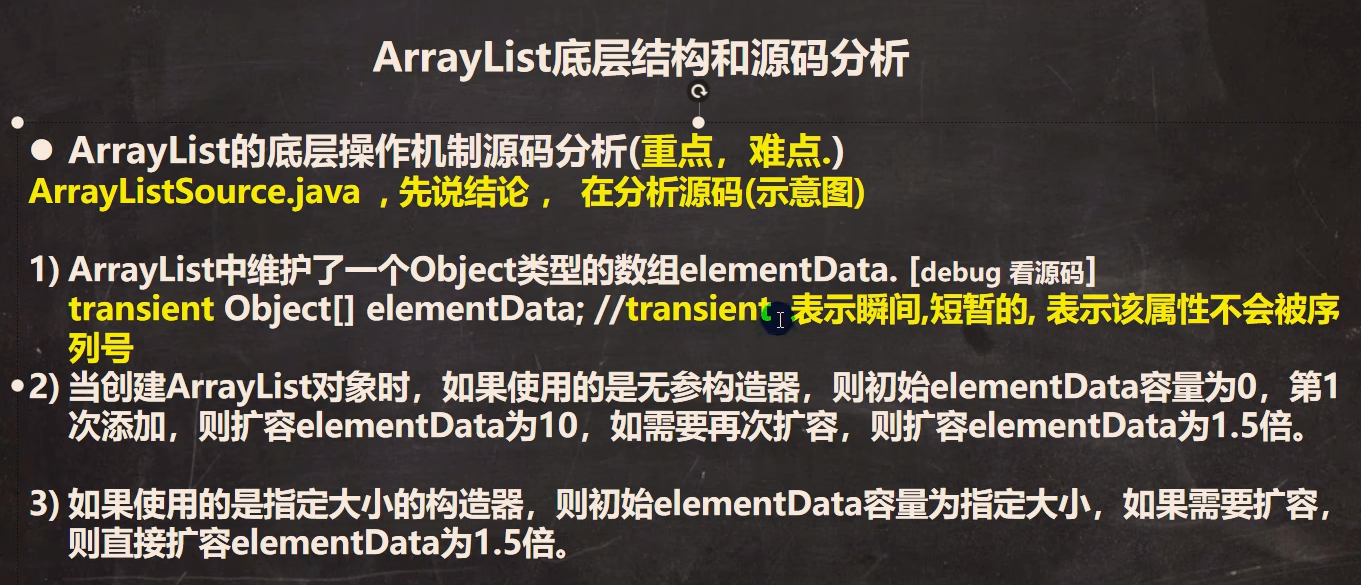 ArrayList底层结构和源码分析
● ArrayList的底层操作机制源码分析(重点，难点.)
ArrayListSource.java ，先说结论， 在分析源码(示意图)
1) ArrayList中维护了一个Object类型的数组elementData. [debug 看源码]
transient Object[] elementData; //transient 表示瞬间,短暂的, 表示该属性不会被序
列号
2) 当创建ArrayList对象时，如果使用的是无参构造器，则初始elementData容量为0，第1
次添加，则扩容elementData为10，如需要再次扩容，则扩容elementData为1.5倍。
3) 如果使用的是指定大小的构造器，则初始elementData容量为指定大小，如果需要扩容，
则直接扩容elementData为1.5倍。